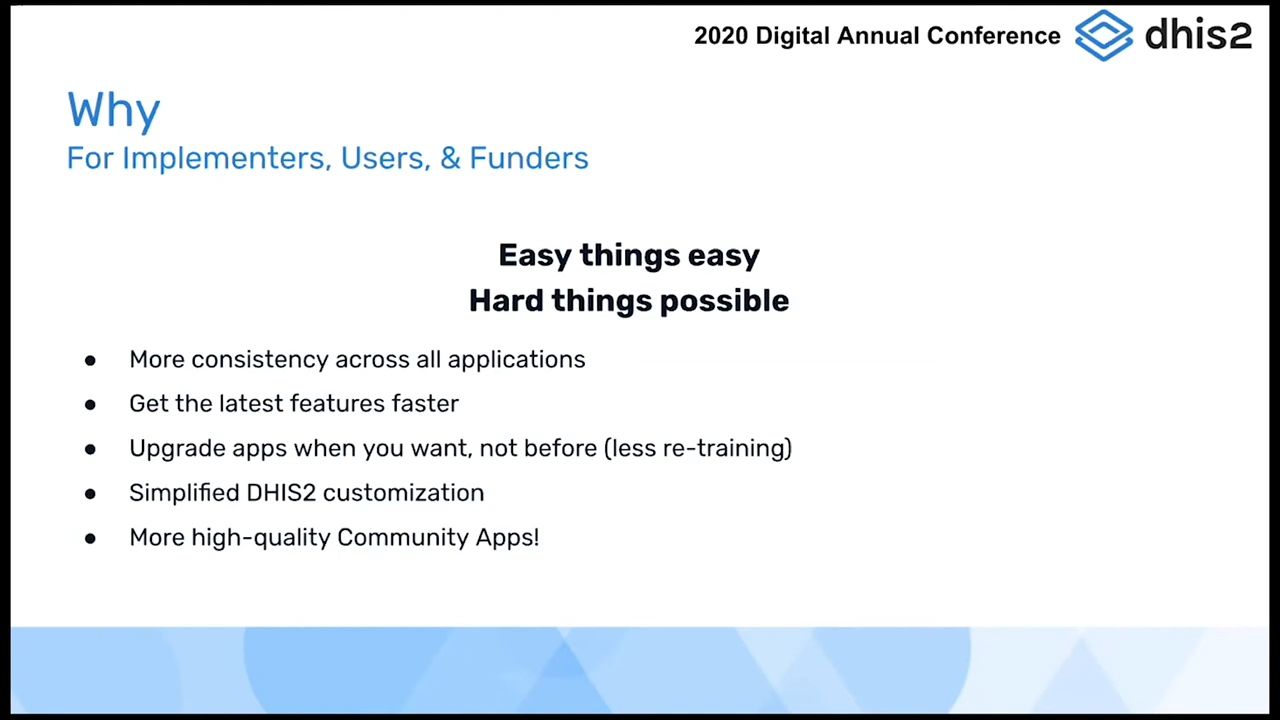 2020 Digital Annual Conference dhis2
Why
For Implementers, Users, & Funders
Easy things easy
Hard things possible
● More consistency across all applications
● Get the latest features faster
● Upgrade apps when you want, not before (less re-training)
● Simplified DHIS2 customization
● More high-quality Community Apps!